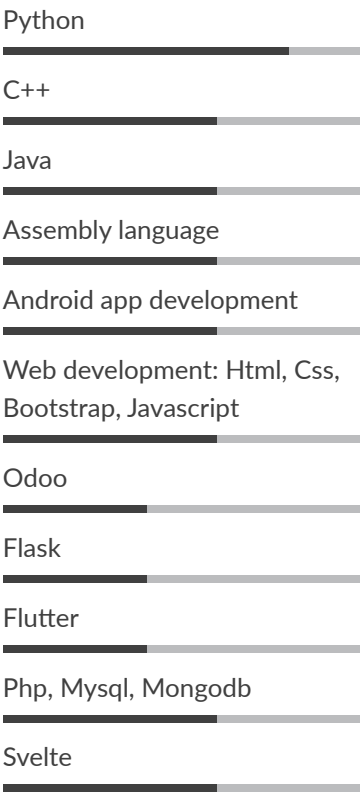 Python
C++
Java
Assembly language
Android app development
Web development: Html, Css,
Bootstrap, Javascript
Odoo
Flask
Flutter
Php, Mysql, Mongodb
Svelte